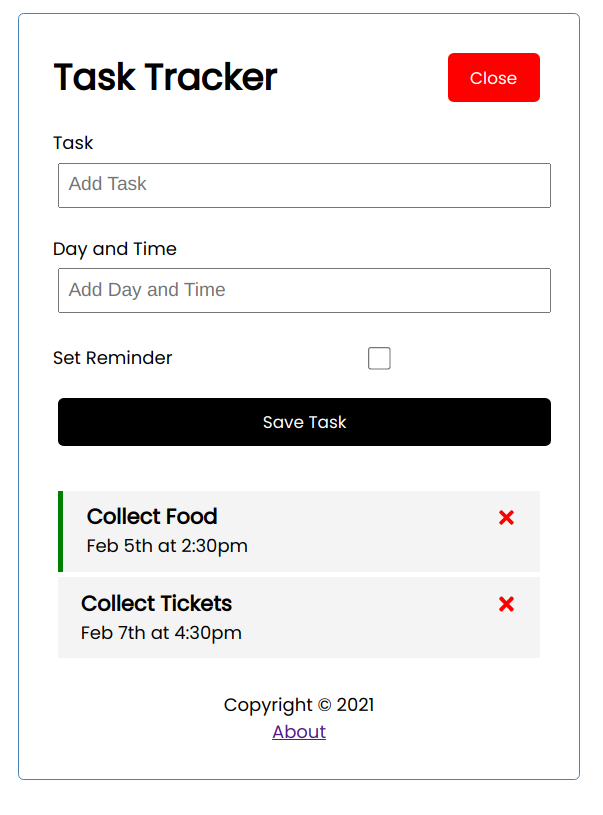 Task Tracker
Close
Task
Add Task
Day and Time
Add Day and Time
Set Reminder
Save Task
Collect Food
Feb 5th at 2:30pm
Collect Tickets
Feb 7th at 4:30pm
Copyright © 2021
About